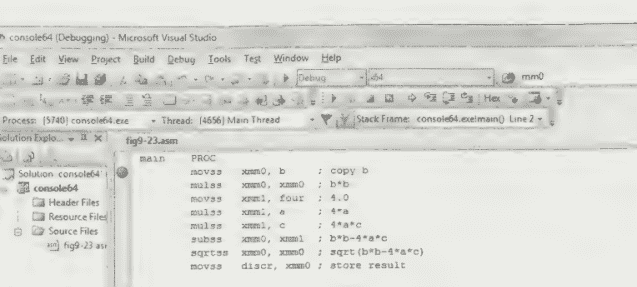 console64 (Debugging) - Microsoft Visual Studio
File Edit View Project Build Debug Tools Test Window Help
Debug x64 mm0
Hex
Process: [5740] console64.exe Thread: [4656] Main Thread Stack Frame: console64.exe!main() Line 2
Solution Explo...
fig9-23.asm
Solution 'console64'
console64
Header Files
Resource Files
Source Files
fig9-23.asm
main PROC
movss xmm0, b ; copy b
mulss xmm0, xmm0 ; b*b
movss xmm1, four ; 4.0
mulss xmm1, a ; 4*a
mulss xmm1, c ; 4*a*c
subss xmm0, xmm1 ; b*b-4*a*c
sqrtss xmm0, xmm0 ; sqrt(b*b-4*a*c)
movss discr, xmm0 ; store result